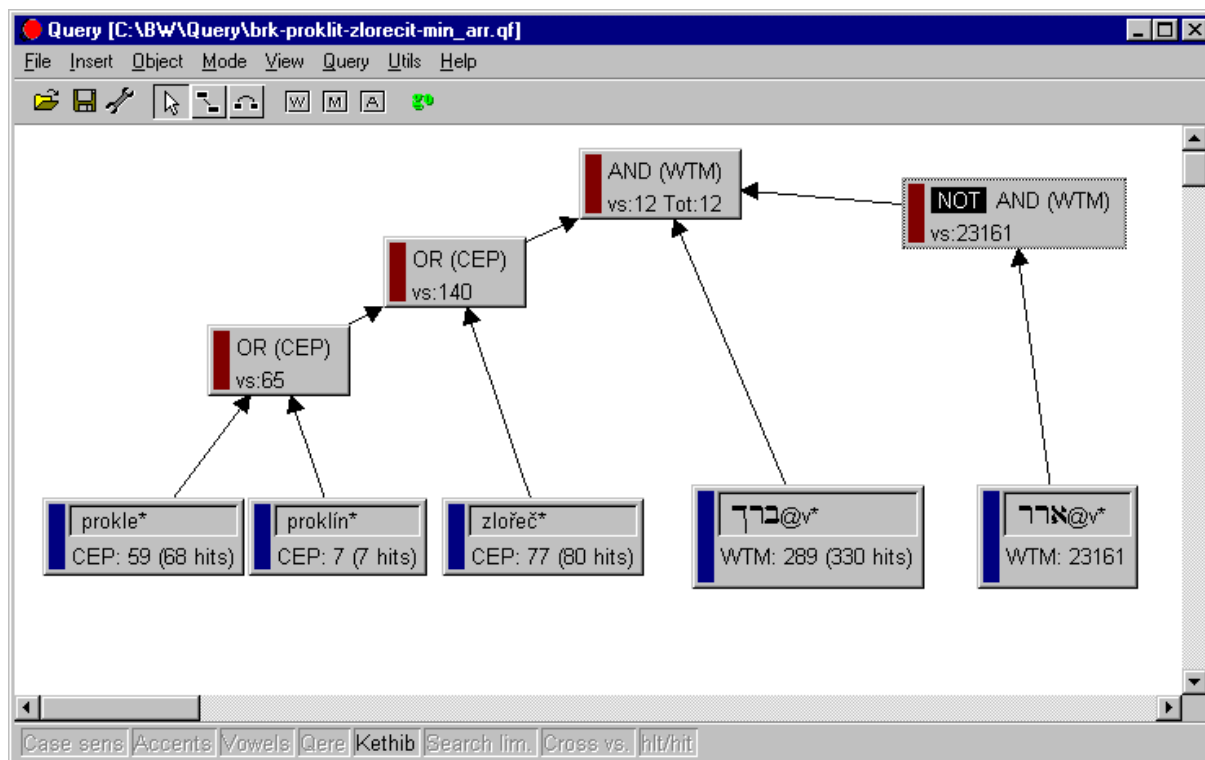 Query [C:\BW\Query\brk-proklit-zlorecit-min_arr.qf]
File Insert Object Mode View Query Utils Help
W M A go
AND (WTM)
vs:12 Tot:12
NOT AND (WTM)
vs:23161
OR (CEP)
vs:140
OR (CEP)
vs:65
prokle*
CEP: 59 (68 hits)
proklín*
CEP: 7 (7 hits)
zlořeč*
CEP: 77 (80 hits)
ברך@v*
WTM: 289 (330 hits)
ארר@v*
WTM: 23161
Case sens Accents Vowels Qere Kethib Search lim. Cross vs. hlt/hit